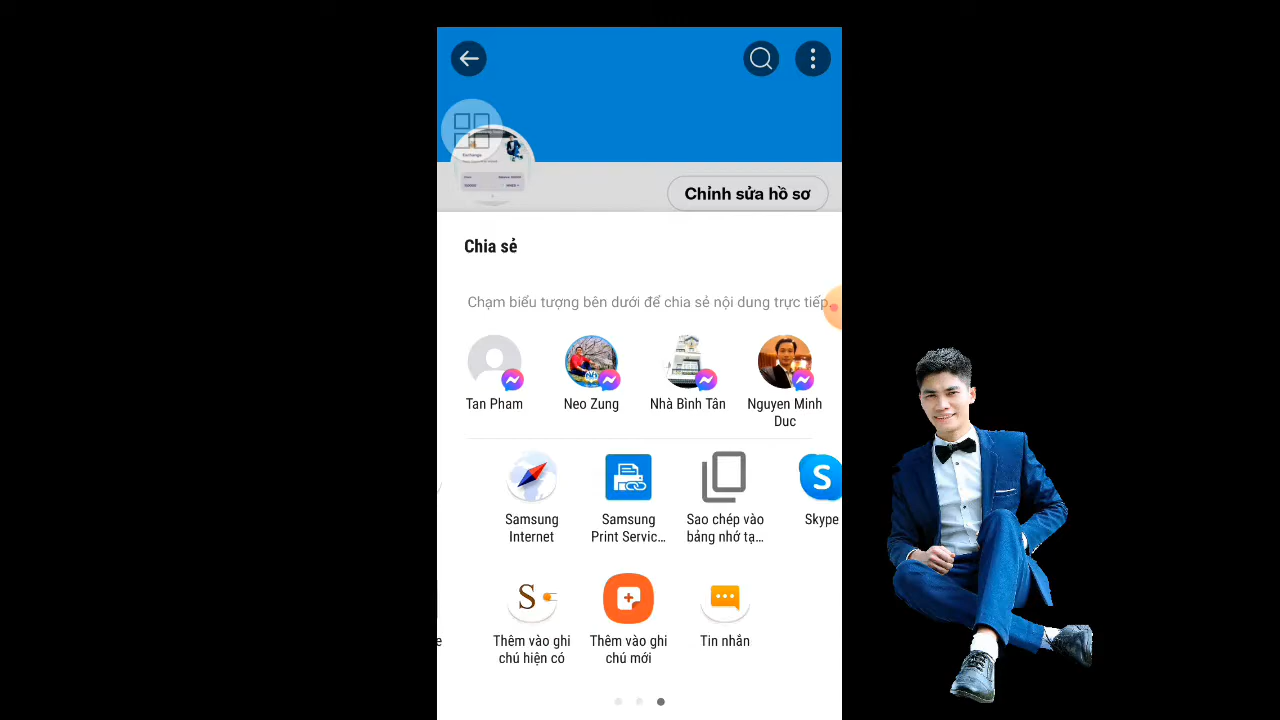 Chỉnh sửa hồ sơ
Chia sẻ
Chạm biểu tượng bên dưới để chia sẻ nội dung trực tiếp.
Tan Pham
Neo Zung
Nhà Bình Tân
Nguyen Minh
Duc
Samsung
Internet
Samsung
Print Servic...
Sao chép vào
bảng nhớ tạ...
S
Skype
e
S
Thêm vào ghi
chú hiện có
Thêm vào ghi
chú mới
Tin nhắn